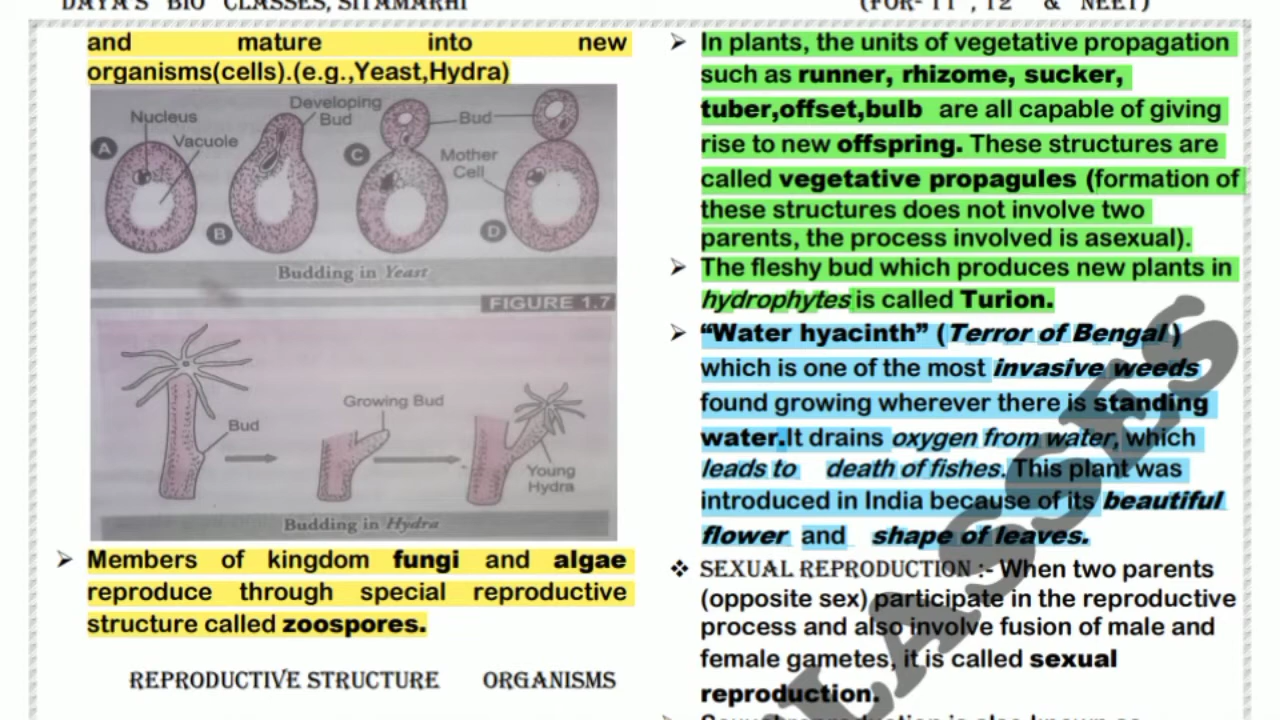 DAYA'S BIO CLASSES, SITAMARHI
(FOR- 11 , 12 & NEET)
and mature into new
organisms(cells).(e.g.,Yeast,Hydra)
Nucleus
Vacuole
Developing
Bud
Bud
Mother
Cell
A
B
C
D
Budding in Yeast
FIGURE 1.7
Bud
Growing Bud
Young
Hydra
Budding in Hydra
➢ Members of kingdom fungi and algae
reproduce through special reproductive
structure called zoospores.
REPRODUCTIVE STRUCTURE ORGANISMS
➢ In plants, the units of vegetative propagation
such as runner, rhizome, sucker,
tuber,offset,bulb are all capable of giving
rise to new offspring. These structures are
called vegetative propagules (formation of
these structures does not involve two
parents, the process involved is asexual).
➢ The fleshy bud which produces new plants in
hydrophytes is called Turion.
➢ “Water hyacinth” (Terror of Bengal )
which is one of the most invasive weeds
found growing wherever there is standing
water.It drains oxygen from water, which
leads to death of fishes. This plant was
introduced in India because of its beautiful
flower and shape of leaves.
❖ SEXUAL REPRODUCTION :- When two parents
(opposite sex) participate in the reproductive
process and also involve fusion of male and
female gametes, it is called sexual
reproduction.
Sexual reproduction is also known as
LASSES